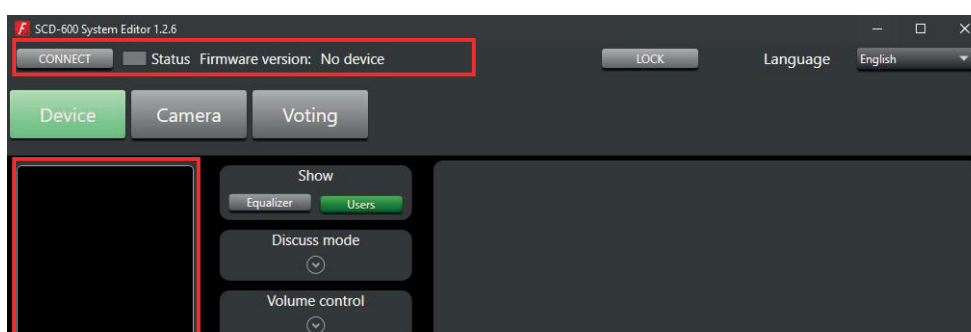 SCD-600 System Editor 1.2.6
CONNECT Status Firmware version: No device LOCK Language English
Device Camera Voting
Show
Equalizer Users
Discuss mode
Volume control